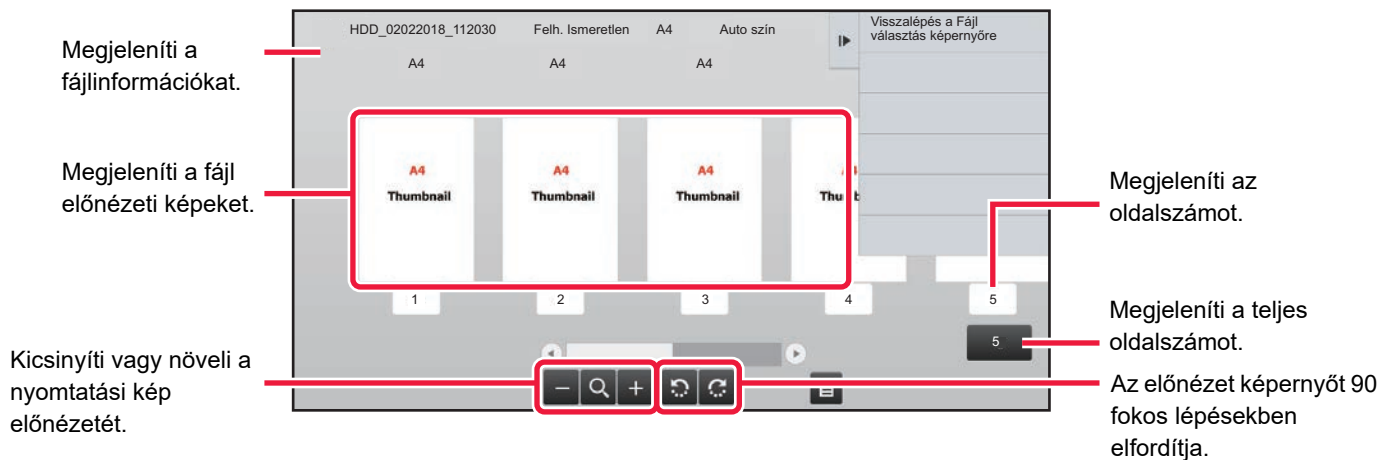 Megjeleníti a
fájlinformációkat.
Megjeleníti a fájl
előnézeti képeket.
Kicsinyíti vagy növeli a
nyomtatási kép
előnézetét.
HDD_02022018_112030 Felh. Ismeretlen A4 Auto szín
A4 A4 A4
Visszalépés a Fájl
választás képernyőre
A4 A4 A4
Thumbnail Thumbnail Thumbnail
1 2 3 4 5
5
Megjeleníti az
oldalszámot.
Megjeleníti a teljes
oldalszámot.
Az előnézet képernyőt 90
fokos lépésekben
elfordítja.